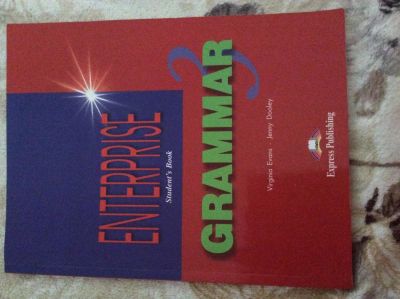 ENTERPRISE
Student's Book
GRAMMAR 3
Virginia Evans - Jenny Dooley
Express Publishing